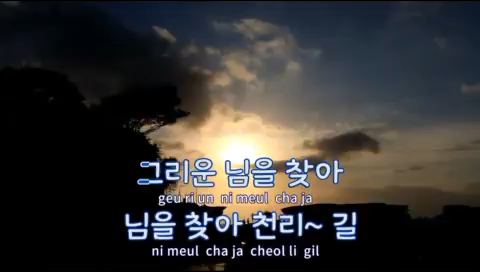 그리운 님을 찾아
geu ri un ni meul cha ja
님을 찾아 천리~ 길
ni meul cha ja cheol li gil